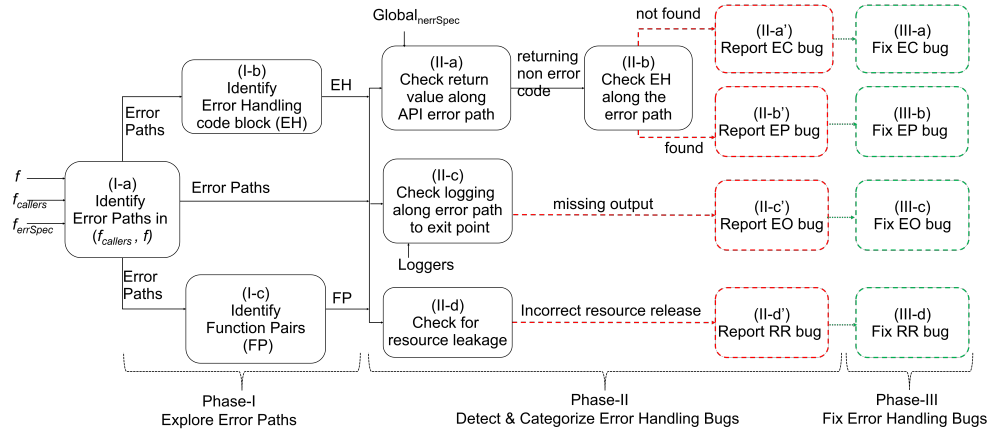 Global_nerrSpec
not found
(II-a’)
Report EC bug
(III-a)
Fix EC bug
(I-b)
Identify
Error Handling
code block (EH)
EH
(II-a)
Check return
value along
API error path
returning
non error
code
(II-b)
Check EH
along the
error path
Error
Paths
found
(II-b’)
Report EP bug
(III-b)
Fix EP bug
f
f_callers
f_errSpec
(I-a)
Identify
Error Paths in
(f_callers , f)
Error Paths
(II-c)
Check logging
along error path
to exit point
missing output
(II-c’)
Report EO bug
(III-c)
Fix EO bug
Loggers
Error
Paths
(I-c)
Identify
Function Pairs
(FP)
FP
(II-d)
Check for
resource leakage
Incorrect resource release
(II-d’)
Report RR bug
(III-d)
Fix RR bug
Phase-I
Explore Error Paths
Phase-II
Detect & Categorize Error Handling Bugs
Phase-III
Fix Error Handling Bugs